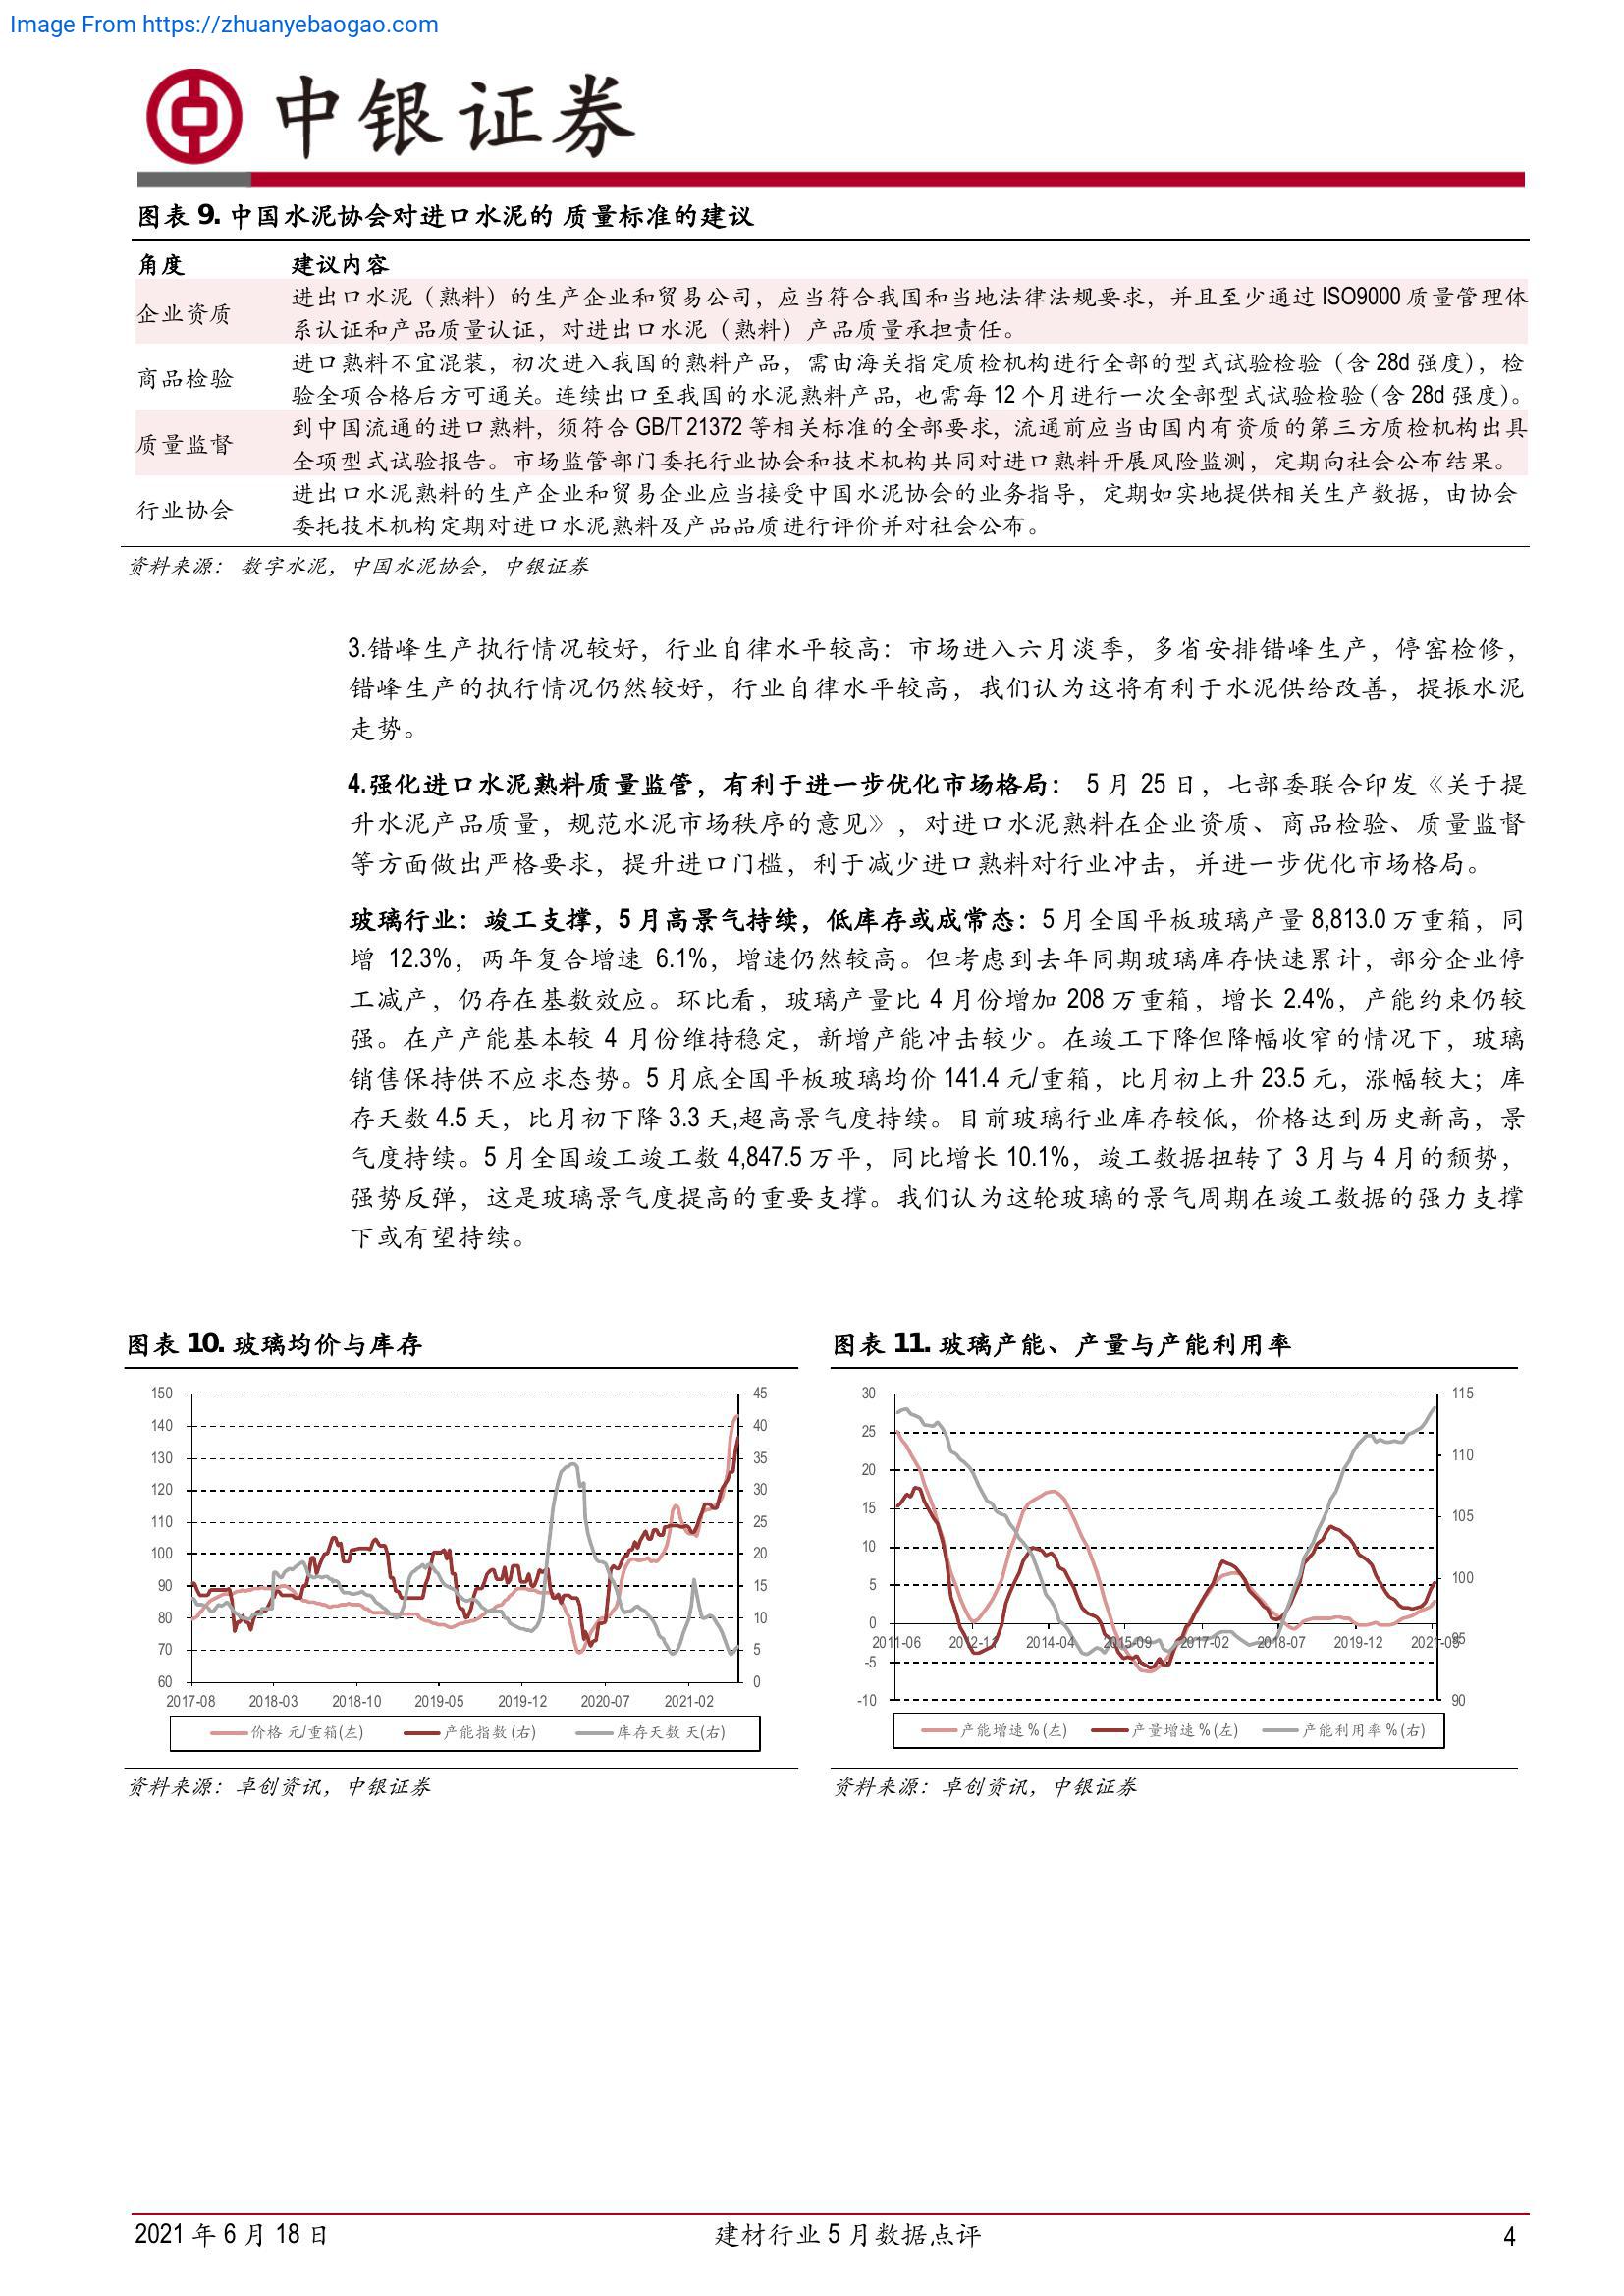 Image From https://zhuanyebaogao.com
中银证券
图表 9. 中国水泥协会对进口水泥的 质量标准的建议
角度 建议内容
企业资质 进出口水泥（熟料）的生产企业和贸易公司，应当符合我国和当地法律法规要求，并且至少通过 ISO9000 质量管理体
系认证和产品质量认证，对进出口水泥（熟料）产品质量承担责任。
商品检验 进口熟料不宜混装，初次进入我国的熟料产品，需由海关指定质检机构进行全部的型式试验检验（含 28d 强度），检
验全项合格后方可通关。连续出口至我国的水泥熟料产品，也需每 12 个月进行一次全部型式试验检验（含 28d 强度）。
质量监督 到中国流通的进口熟料，须符合 GB/T 21372 等相关标准的全部要求，流通前应当由国内有资质的第三方质检机构出具
全项型式试验报告。市场监管部门委托行业协会和技术机构共同对进口熟料开展风险监测，定期向社会公布结果。
行业协会 进出口水泥熟料的生产企业和贸易企业应当接受中国水泥协会的业务指导，定期如实地提供相关生产数据，由协会
委托技术机构定期对进口水泥熟料及产品品质进行评价并对社会公布。
资料来源：数字水泥，中国水泥协会，中银证券
3.错峰生产执行情况较好，行业自律水平较高：市场进入六月淡季，多省安排错峰生产，停窑检修，
错峰生产的执行情况仍然较好，行业自律水平较高，我们认为这将有利于水泥供给改善，提振水泥
走势。
4.强化进口水泥熟料质量监管，有利于进一步优化市场格局： 5 月 25 日，七部委联合印发《关于提
升水泥产品质量，规范水泥市场秩序的意见》，对进口水泥熟料在企业资质、商品检验、质量监督
等方面做出严格要求，提升进口门槛，利于减少进口熟料对行业冲击，并进一步优化市场格局。
玻璃行业：竣工支撑，5 月高景气持续，低库存或成常态：5 月全国平板玻璃产量 8,813.0 万重箱，同
增 12.3%，两年复合增速 6.1%，增速仍然较高。但考虑到去年同期玻璃库存快速累计，部分企业停
工减产，仍存在基数效应。环比看，玻璃产量比 4 月份增加 208 万重箱，增长 2.4%，产能约束仍较
强。在产产能基本较 4 月份维持稳定，新增产能冲击较少。在竣工下降但降幅收窄的情况下，玻璃
销售保持供不应求态势。5 月底全国平板玻璃均价 141.4 元/重箱，比月初上升 23.5 元，涨幅较大；库
存天数 4.5 天，比月初下降 3.3 天,超高景气度持续。目前玻璃行业库存较低，价格达到历史新高，景
气度持续。5 月全国竣工竣工数 4,847.5 万平，同比增长 10.1%，竣工数据扭转了 3 月与 4 月的颓势，
强势反弹，这是玻璃景气度提高的重要支撑。我们认为这轮玻璃的景气周期在竣工数据的强力支撑
下或有望持续。
图表 10. 玻璃均价与库存
150 45
140 40
130 35
120 30
110 25
100 20
90 15
80 10
70 5
60 0
2017-08 2018-03 2018-10 2019-05 2019-12 2020-07 2021-02
价格 元/重箱(左) 产能指数 (右) 库存天数 天(右)
资料来源：卓创资讯，中银证券
图表 11. 玻璃产能、产量与产能利用率
30 115
25
20 110
15 105
10
5 100
0
2011-06 2012-11 2014-04 2015-09 2017-02 2018-07 2019-12 2021-05 95
-5
-10 90
产能增速 % (左) 产量增速 % (左) 产能利用率 % (右)
资料来源：卓创资讯，中银证券
2021 年 6 月 18 日 建材行业 5 月数据点评 4